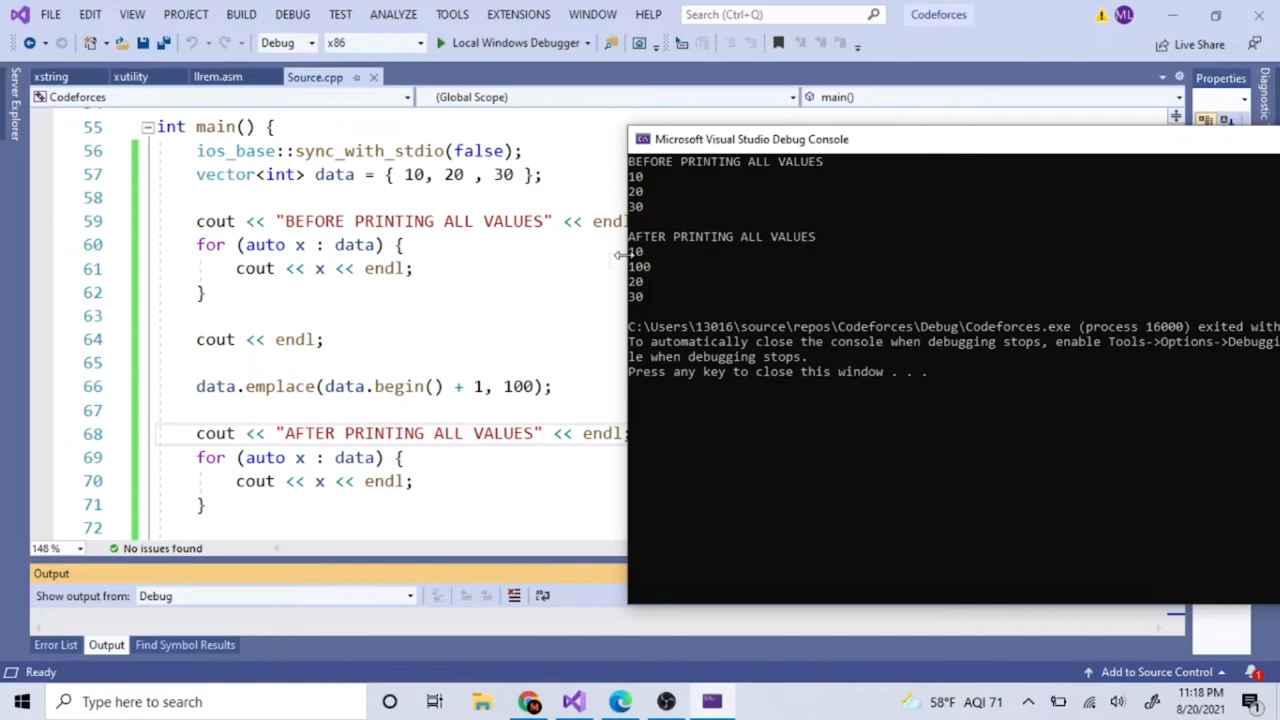 FILE EDIT VIEW PROJECT BUILD DEBUG TEST ANALYZE TOOLS EXTENSIONS WINDOW HELP Search (Ctrl+Q) Codeforces ML
Debug x86 Local Windows Debugger Live Share
xstring xutility llrem.asm Source.cpp Properties
Codeforces (Global Scope) main()
Server Explorer
Diagnostic
55 int main() {
56 ios_base::sync_with_stdio(false);
57 vector<int> data = { 10, 20 , 30 };
58
59 cout << "BEFORE PRINTING ALL VALUES" << endl
60 for (auto x : data) {
61 cout << x << endl;
62 }
63
64 cout << endl;
65
66 data.emplace(data.begin() + 1, 100);
67
68 cout << "AFTER PRINTING ALL VALUES" << endl;
69 for (auto x : data) {
70 cout << x << endl;
71 }
72
Microsoft Visual Studio Debug Console
BEFORE PRINTING ALL VALUES
10
20
30
AFTER PRINTING ALL VALUES
10
100
20
30
C:\Users\13016\source\repos\Codeforces\Debug\Codeforces.exe (process 16000) exited with
To automatically close the console when debugging stops, enable Tools->Options->Debuggi
le when debugging stops.
Press any key to close this window . . .
148 % No issues found
Output
Show output from: Debug
Error List Output Find Symbol Results
Ready Add to Source Control 1
Type here to search 58°F AQI 71 11:18 PM
8/20/2021 1